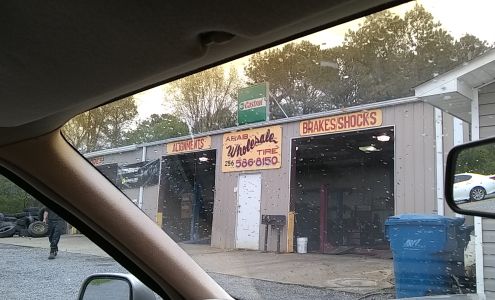 Castrol
ALIGNMENTS
ARAB
Wholesale
TIRE
256 586-8150
BRAKES/SHOCKS